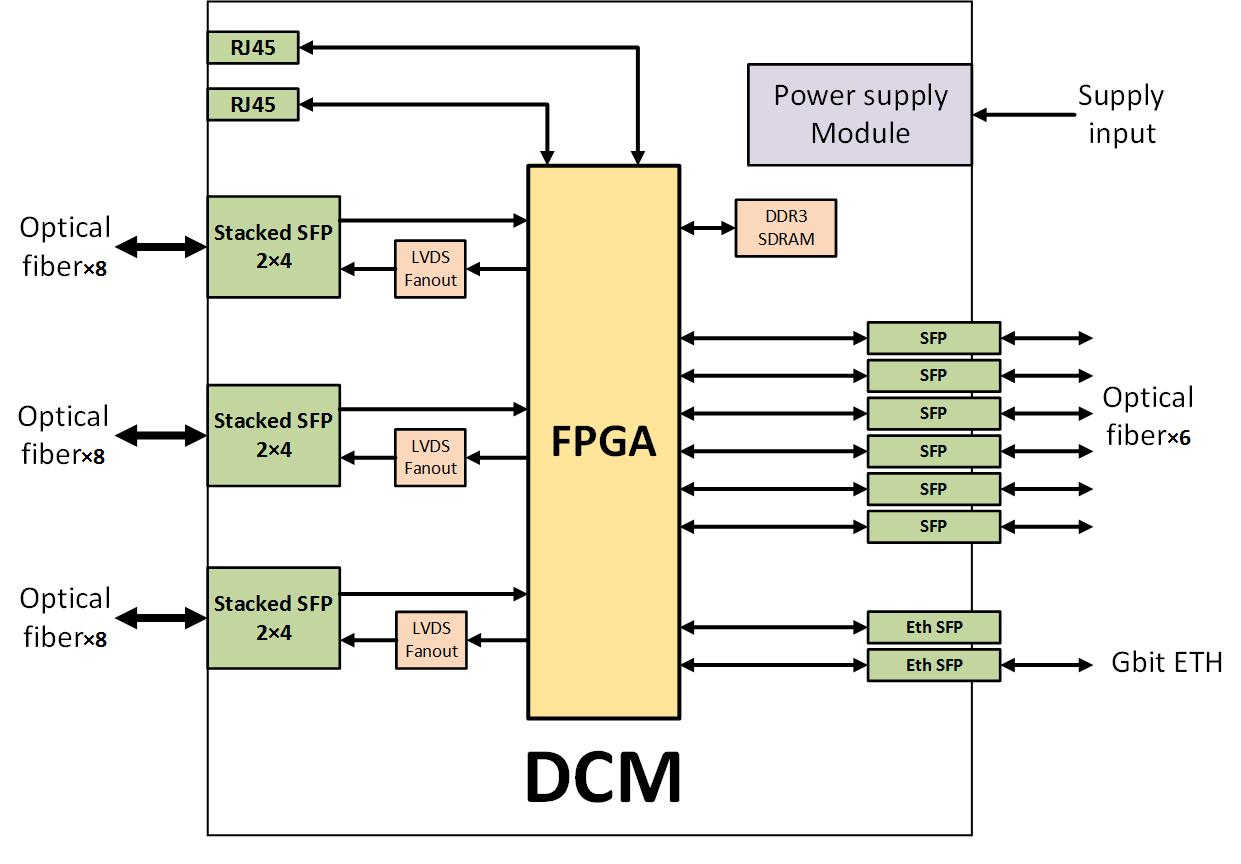 RJ45
RJ45
Power supply
Module
Supply
input
Optical
fiber×8
Stacked SFP
2×4
LVDS
Fanout
DDR3
SDRAM
Optical
fiber×8
Stacked SFP
2×4
LVDS
Fanout
FPGA
SFP
SFP
SFP
SFP
SFP
SFP
Optical
fiber×6
Optical
fiber×8
Stacked SFP
2×4
LVDS
Fanout
Eth SFP
Eth SFP
Gbit ETH
DCM